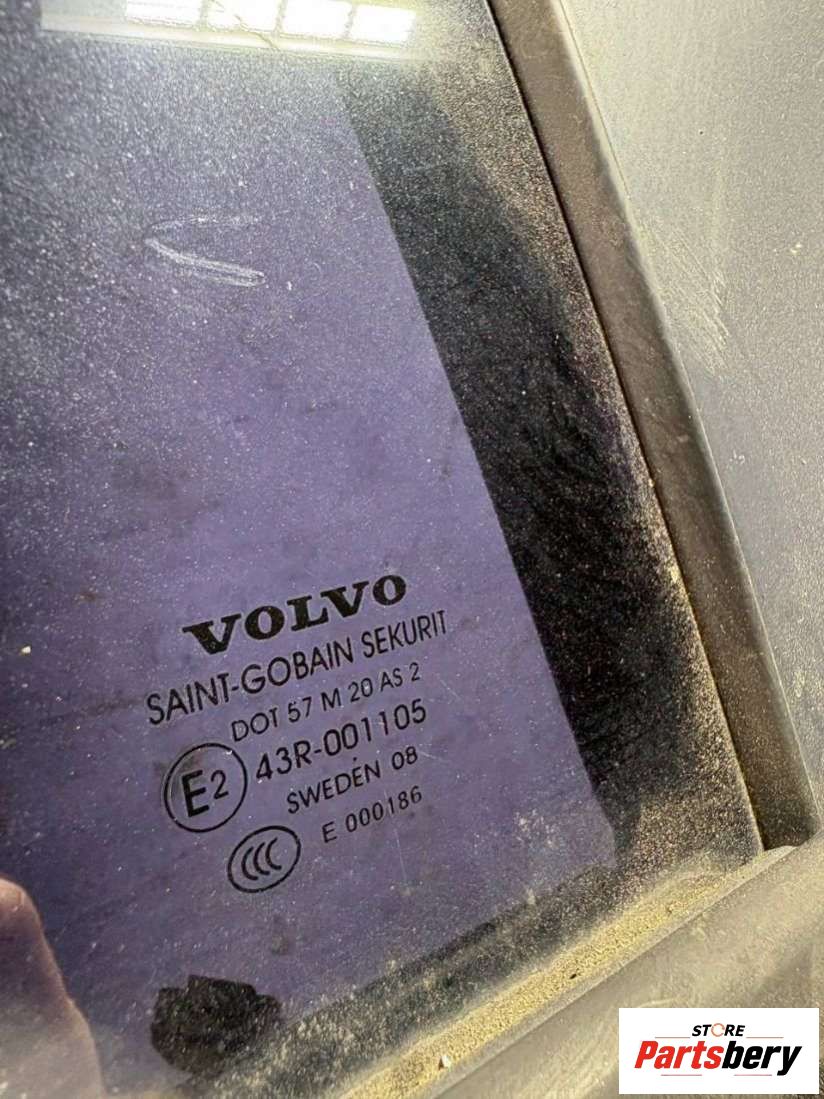 VOLVO
SAINT-GOBAIN SEKURIT
DOT 57 M 20 AS 2
E2 43R-001105
SWEDEN 08
CCC E 000186
STORE
Partsbery